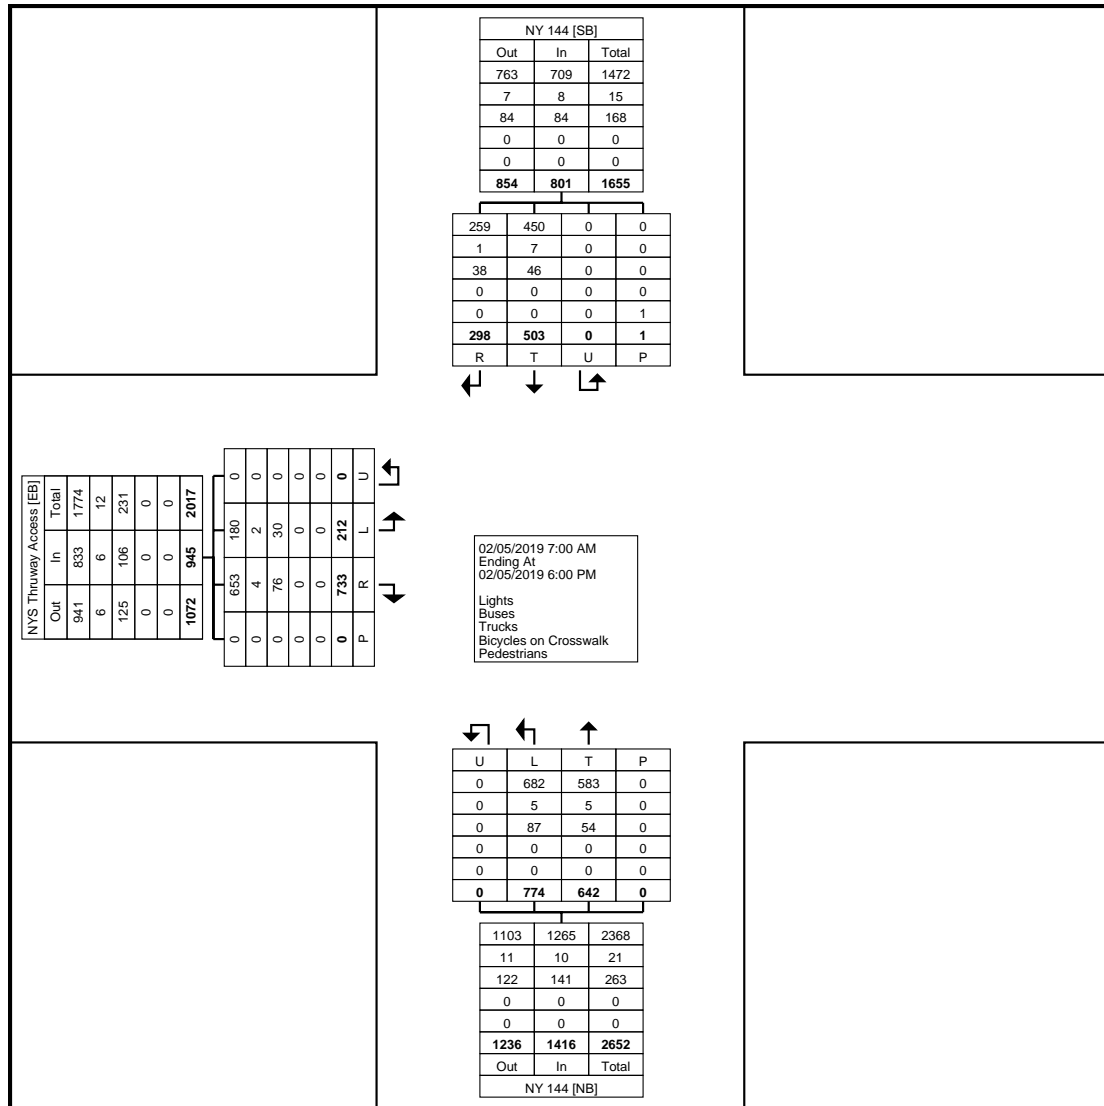 NY 144 [SB]
Out In Total
763 709 1472
7 8 15
84 84 168
0 0 0
0 0 0
854 801 1655
259 450 0 0
1 7 0 0
38 46 0 0
0 0 0 0
0 0 0 1
298 503 0 1
R T U P
NYS Thruway Access [EB]
Out In Total
941 833 1774
6 6 12
125 106 231
0 0 0
0 0 0
1072 945 2017
0 653 180 0
0 4 2 0
0 76 30 0
0 0 0 0
0 0 0 0
0 733 212 0
P R L U
02/05/2019 7:00 AM
Ending At
02/05/2019 6:00 PM
Lights
Buses
Trucks
Bicycles on Crosswalk
Pedestrians
U L T P
0 682 583 0
0 5 5 0
0 87 54 0
0 0 0 0
0 0 0 0
0 774 642 0
1103 1265 2368
11 10 21
122 141 263
0 0 0
0 0 0
1236 1416 2652
Out In Total
NY 144 [NB]